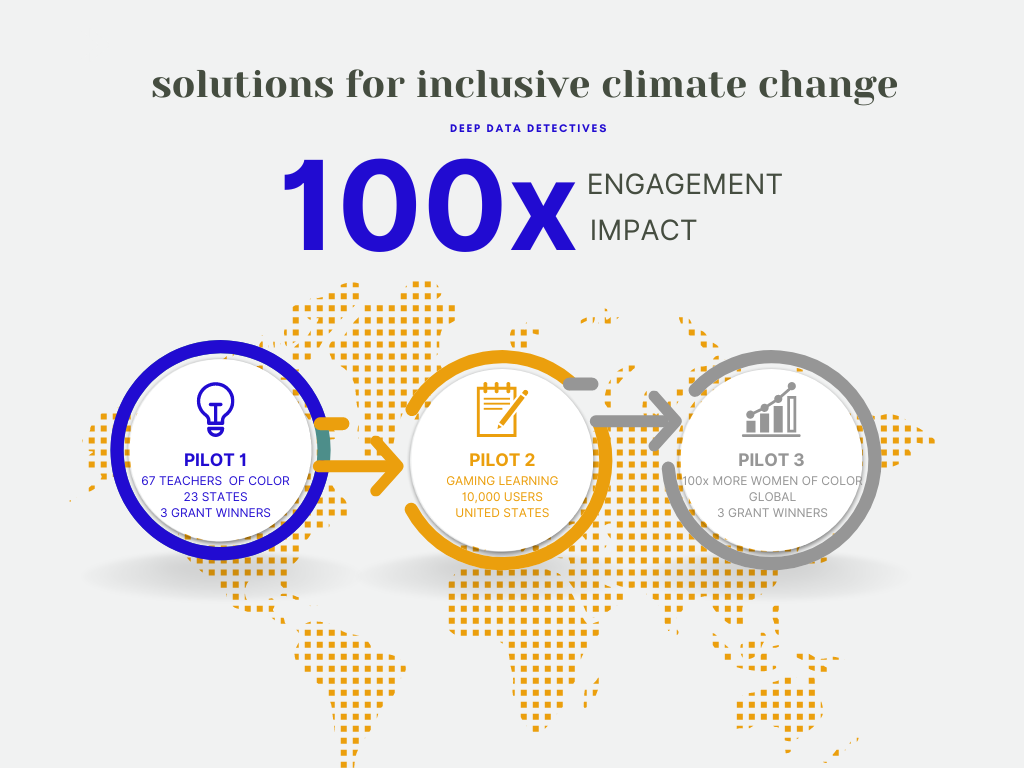 solutions for inclusive climate change
DEEP DATA DETECTIVES
100x
ENGAGEMENT
IMPACT
PILOT 1
67 TEACHERS OF COLOR
23 STATES
3 GRANT WINNERS
PILOT 2
GAMING LEARNING
10,000 USERS
UNITED STATES
PILOT 3
100x MORE WOMEN OF COLOR
GLOBAL
3 GRANT WINNERS